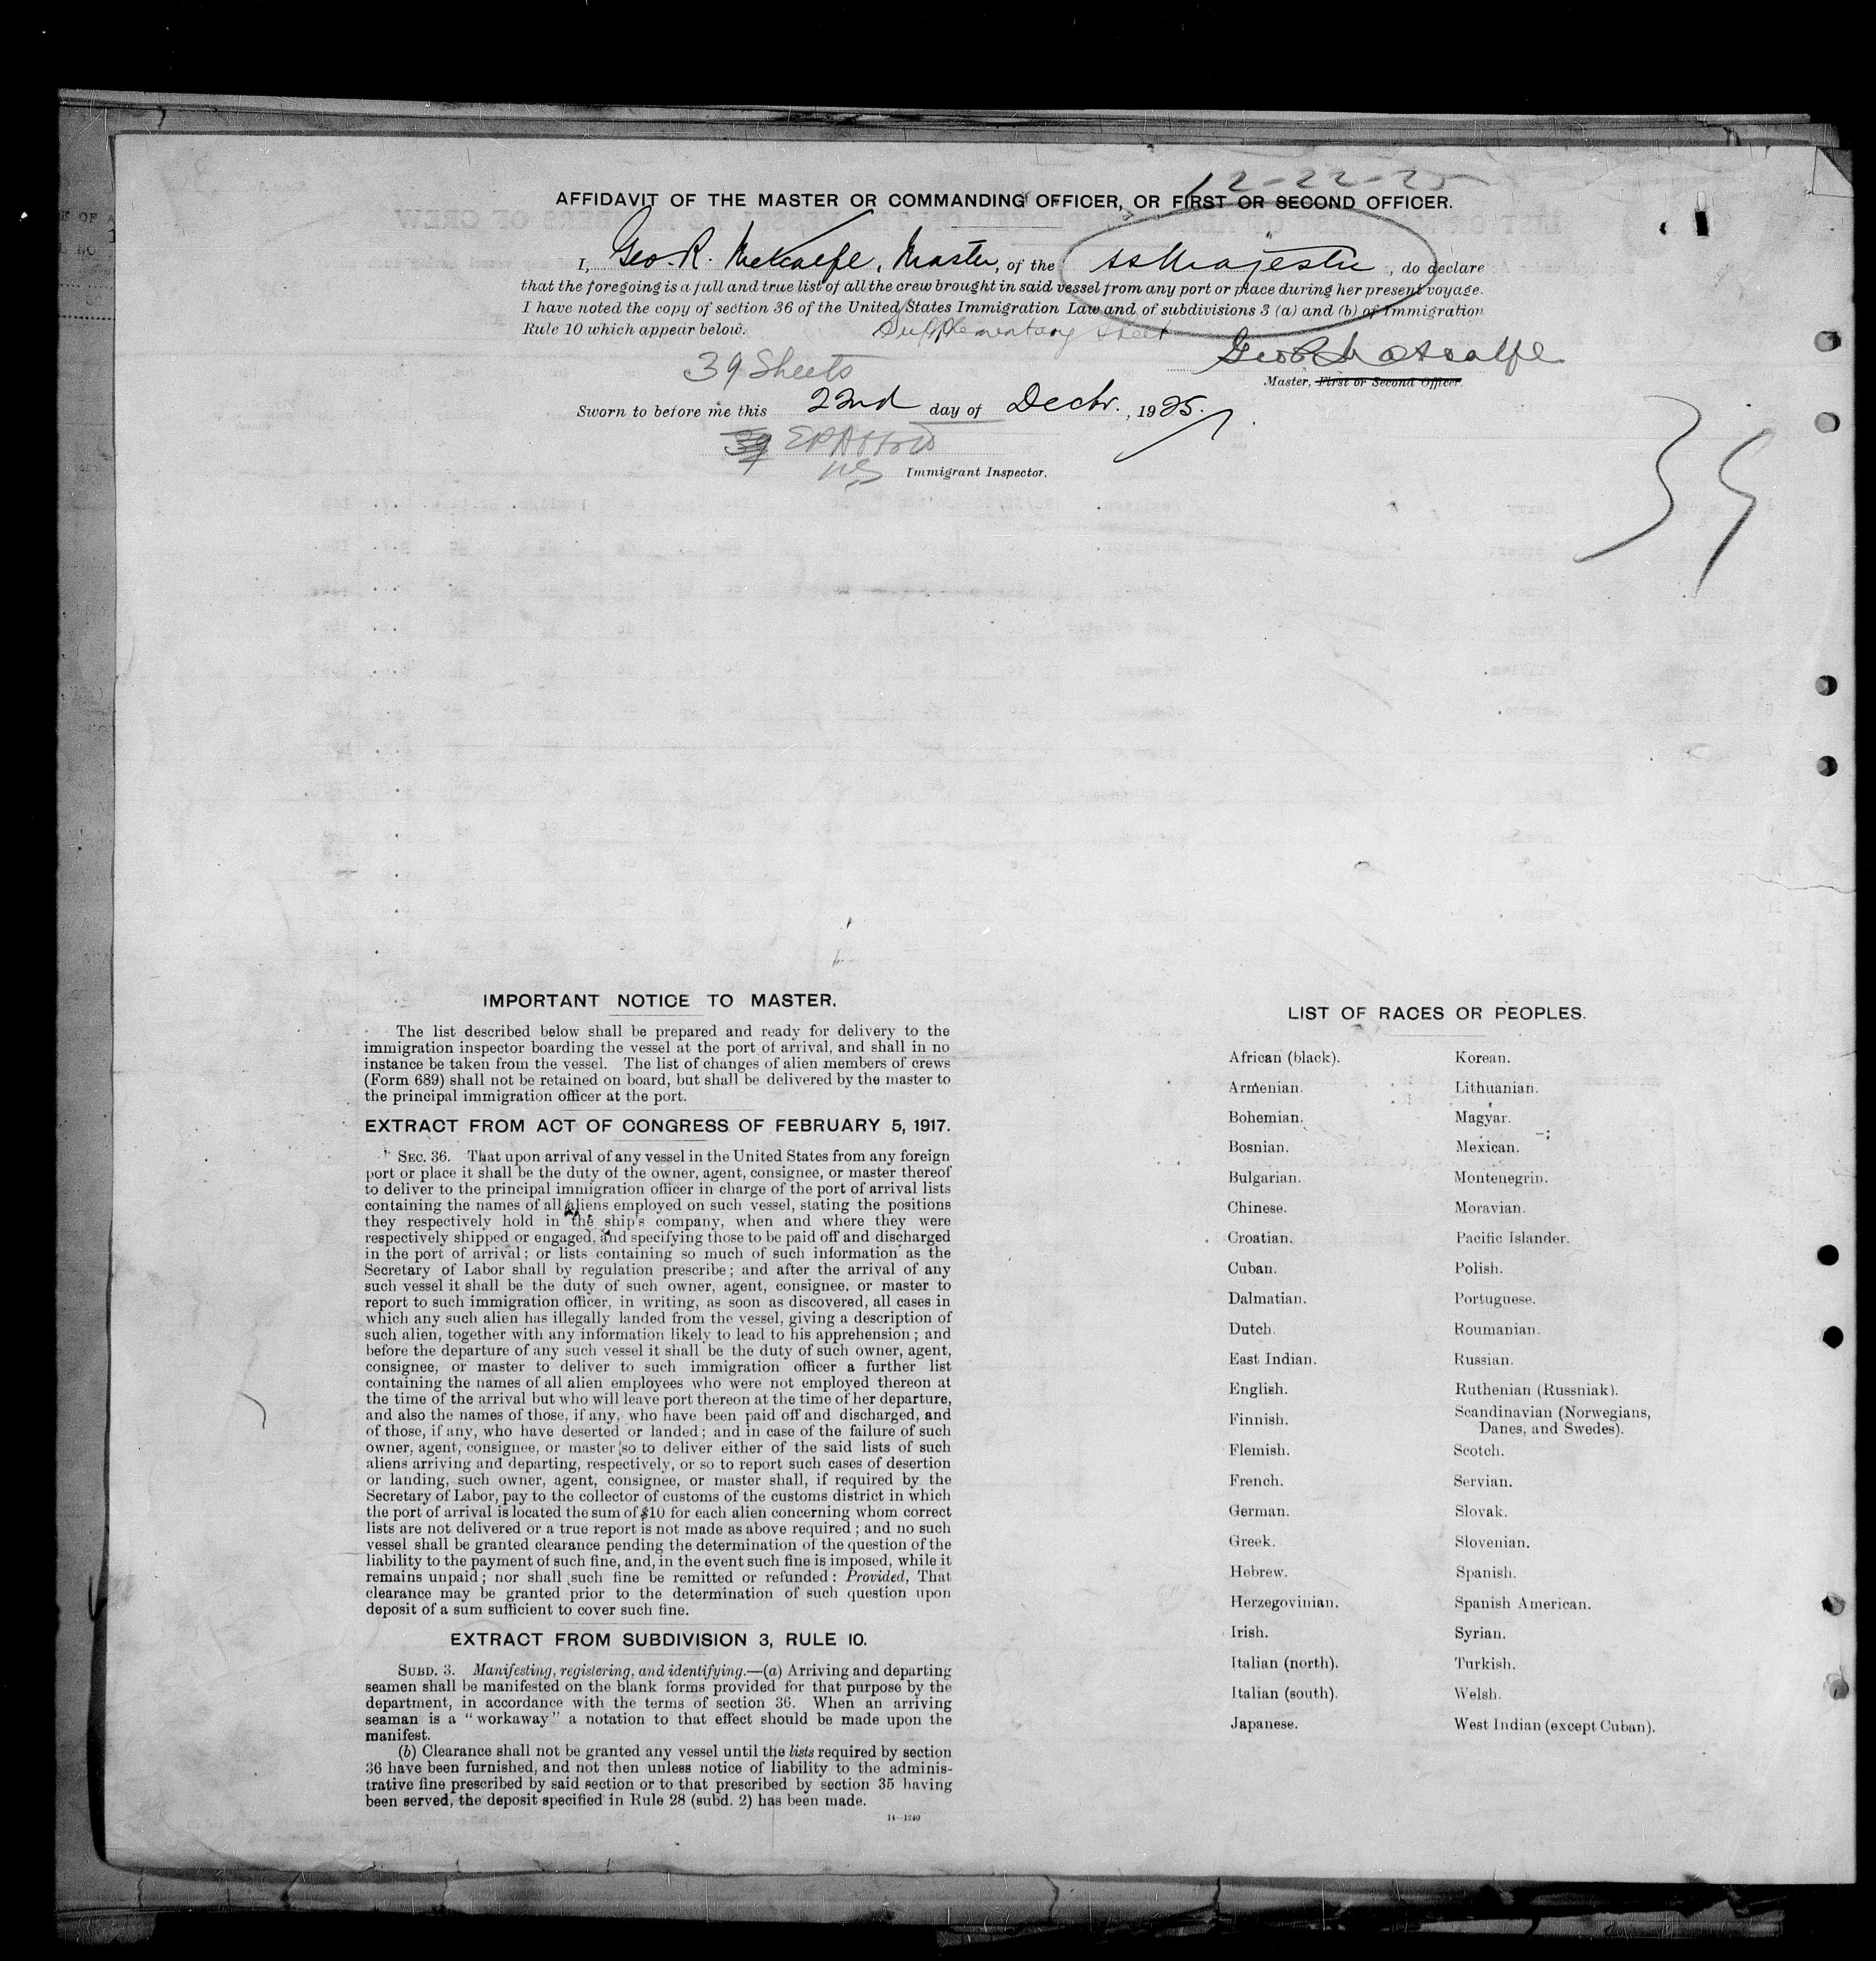 12-22-25
AFFIDAVIT OF THE MASTER OR COMMANDING OFFICER, OR FIRST OR SECOND OFFICER.
I, Geo. R. Metcalfe, Master, of the SS Majestic, do declare
that the foregoing is a full and true list of all the crew brought in said vessel from any port or place during her present voyage.
I have noted the copy of section 36 of the United States Immigration Law and of subdivisions 3 (a) and (b) of Immigration
Rule 10 which appear below.
Supplementary sheet
Geo R Metcalfe
39 Sheets
Master, First or Second Officer.
Sworn to before me this 22nd day of Decbr., 1925.
39
Immigrant Inspector.
39
IMPORTANT NOTICE TO MASTER.
The list described below shall be prepared and ready for delivery to the
immigration inspector boarding the vessel at the port of arrival, and shall in no
instance be taken from the vessel. The list of changes of alien members of crews
(Form 689) shall not be retained on board, but shall be delivered by the master to
the principal immigration officer at the port.
EXTRACT FROM ACT OF CONGRESS OF FEBRUARY 5, 1917.
SEC. 36. That upon arrival of any vessel in the United States from any foreign
port or place it shall be the duty of the owner, agent, consignee, or master thereof
to deliver to the principal immigration officer in charge of the port of arrival lists
containing the names of all aliens employed on such vessel, stating the positions
they respectively hold in the ship's company, when and where they were
respectively shipped or engaged, and specifying those to be paid off and discharged
in the port of arrival; or lists containing so much of such information as the
Secretary of Labor shall by regulation prescribe; and after the arrival of any
such vessel it shall be the duty of such owner, agent, consignee, or master to
report to such immigration officer, in writing, as soon as discovered, all cases in
which any such alien has illegally landed from the vessel, giving a description of
such alien, together with any information likely to lead to his apprehension; and
before the departure of any such vessel it shall be the duty of such owner, agent,
consignee, or master to deliver to such immigration officer a further list
containing the names of all alien employees who were not employed thereon at
the time of the arrival but who will leave port thereon at the time of her departure,
and also the names of those, if any, who have been paid off and discharged, and
of those, if any, who have deserted or landed; and in case of the failure of such
owner, agent, consignee, or master so to deliver either of the said lists of such
aliens arriving and departing, respectively, or so to report such cases of desertion
or landing, such owner, agent, consignee, or master shall, if required by the
Secretary of Labor, pay to the collector of customs of the customs district in which
the port of arrival is located the sum of $10 for each alien concerning whom correct
lists are not delivered or a true report is not made as above required; and no such
vessel shall be granted clearance pending the determination of the question of the
liability to the payment of such fine, and, in the event such fine is imposed, while it
remains unpaid; nor shall such fine be remitted or refunded: Provided, That
clearance may be granted prior to the determination of such question upon
deposit of a sum sufficient to cover such fine.
EXTRACT FROM SUBDIVISION 3, RULE 10.
SUBD. 3. Manifesting, registering, and identifying.—(a) Arriving and departing
seamen shall be manifested on the blank forms provided for that purpose by the
department, in accordance with the terms of section 36. When an arriving
seaman is a "workaway" a notation to that effect should be made upon the
manifest.
(b) Clearance shall not be granted any vessel until the lists required by section
36 have been furnished, and not then unless notice of liability to the adminis-
trative fine prescribed by said section or to that prescribed by section 35 having
been served, the deposit specified in Rule 28 (subd. 2) has been made.
14—1240
LIST OF RACES OR PEOPLES.
African (black).
Armenian.
Bohemian.
Bosnian.
Bulgarian.
Chinese.
Croatian.
Cuban.
Dalmatian.
Dutch.
East Indian.
English.
Finnish.
Flemish.
French.
German.
Greek.
Hebrew.
Herzegovinian.
Irish.
Italian (north).
Italian (south).
Japanese.
Korean.
Lithuanian.
Magyar.
Mexican.
Montenegrin.
Moravian.
Pacific Islander.
Polish.
Portuguese.
Roumanian.
Russian.
Ruthenian (Russniak).
Scandinavian (Norwegians,
Danes, and Swedes).
Scotch.
Servian.
Slovak.
Slovenian.
Spanish.
Spanish American.
Syrian.
Turkish.
Welsh.
West Indian (except Cuban).